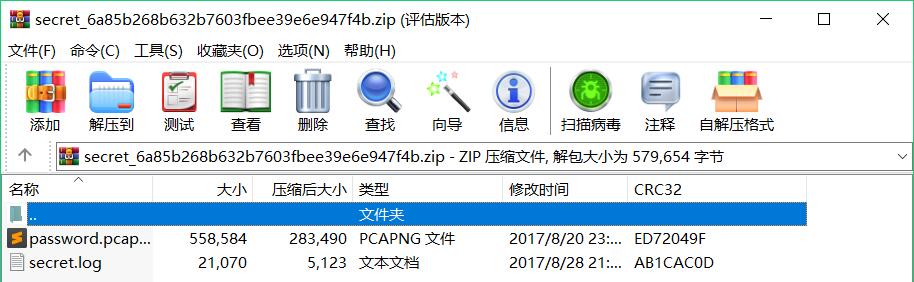 secret_6a85b268b632b7603fbee39e6e947f4b.zip (评估版本)
文件(F) 命令(C) 工具(S) 收藏夹(O) 选项(N) 帮助(H)
添加 解压到 测试 查看 删除 查找 向导 信息 扫描病毒 注释 自解压格式
secret_6a85b268b632b7603fbee39e6e947f4b.zip - ZIP 压缩文件, 解包大小为 579,654 字节
名称 大小 压缩后大小 类型 修改时间 CRC32
.. 文件夹
password.pcap... 558,584 283,490 PCAPNG 文件 2017/8/20 23:... ED72049F
secret.log 21,070 5,123 文本文档 2017/8/28 21:... AB1CAC0D